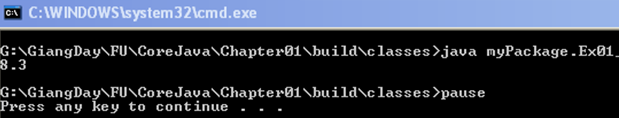 C:\WINDOWS\system32\cmd.exe
G:\GiangDay\FU\CoreJava\Chapter01\build\classes>java myPackage.Ex01_
8.3
G:\GiangDay\FU\CoreJava\Chapter01\build\classes>pause
Press any key to continue . . .